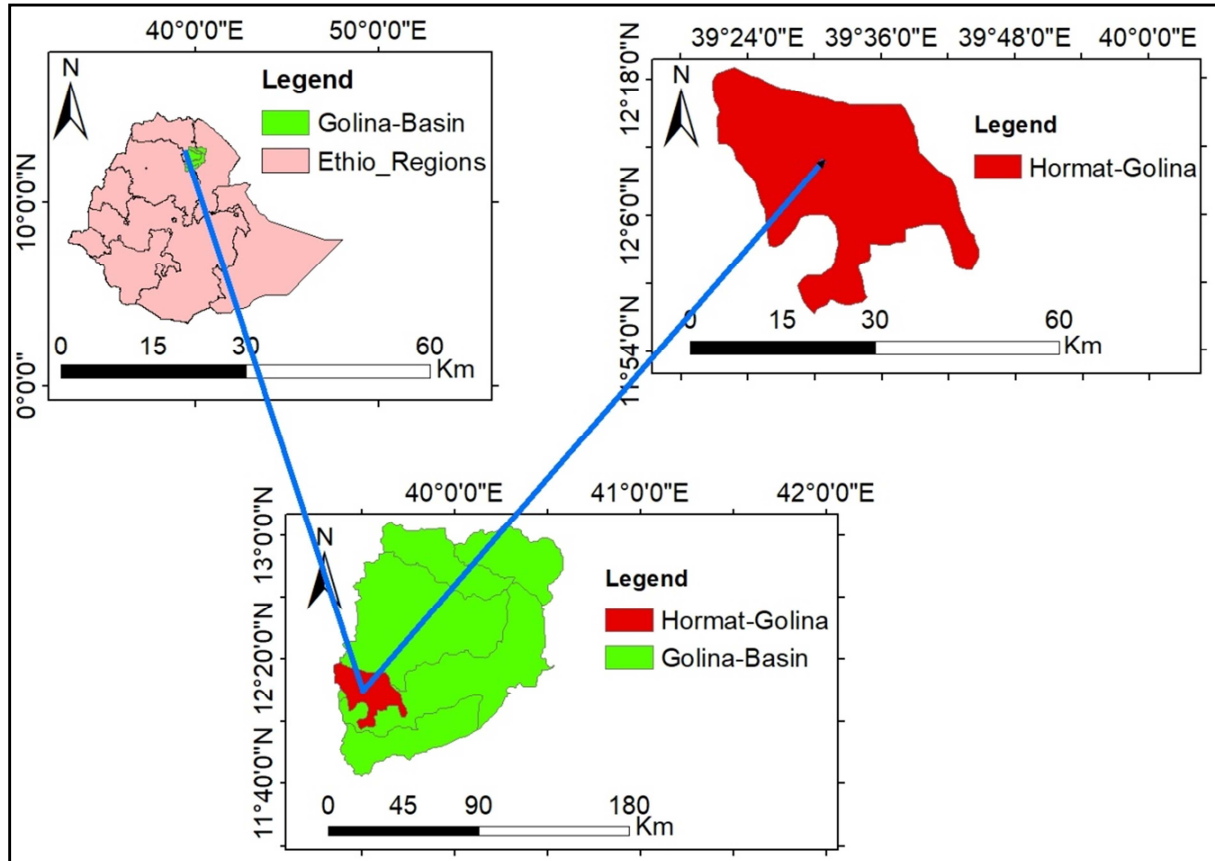 40°0'0"E 50°0'0"E
N
Legend
Golina-Basin
Ethio_Regions
10°0'0"N
0°0'0"
0 15 30 60
Km
39°24'0"E 39°36'0"E 39°48'0"E 40°0'0"E
N
Legend
Hormat-Golina
12°18'0"N
12°6'0"N
11°54'0"N
0 15 30 60
Km
40°0'0"E 41°0'0"E 42°0'0"E
N
Legend
Hormat-Golina
Golina-Basin
13°0'0"N
12°20'0"N
11°40'0"N
0 45 90 180
Km